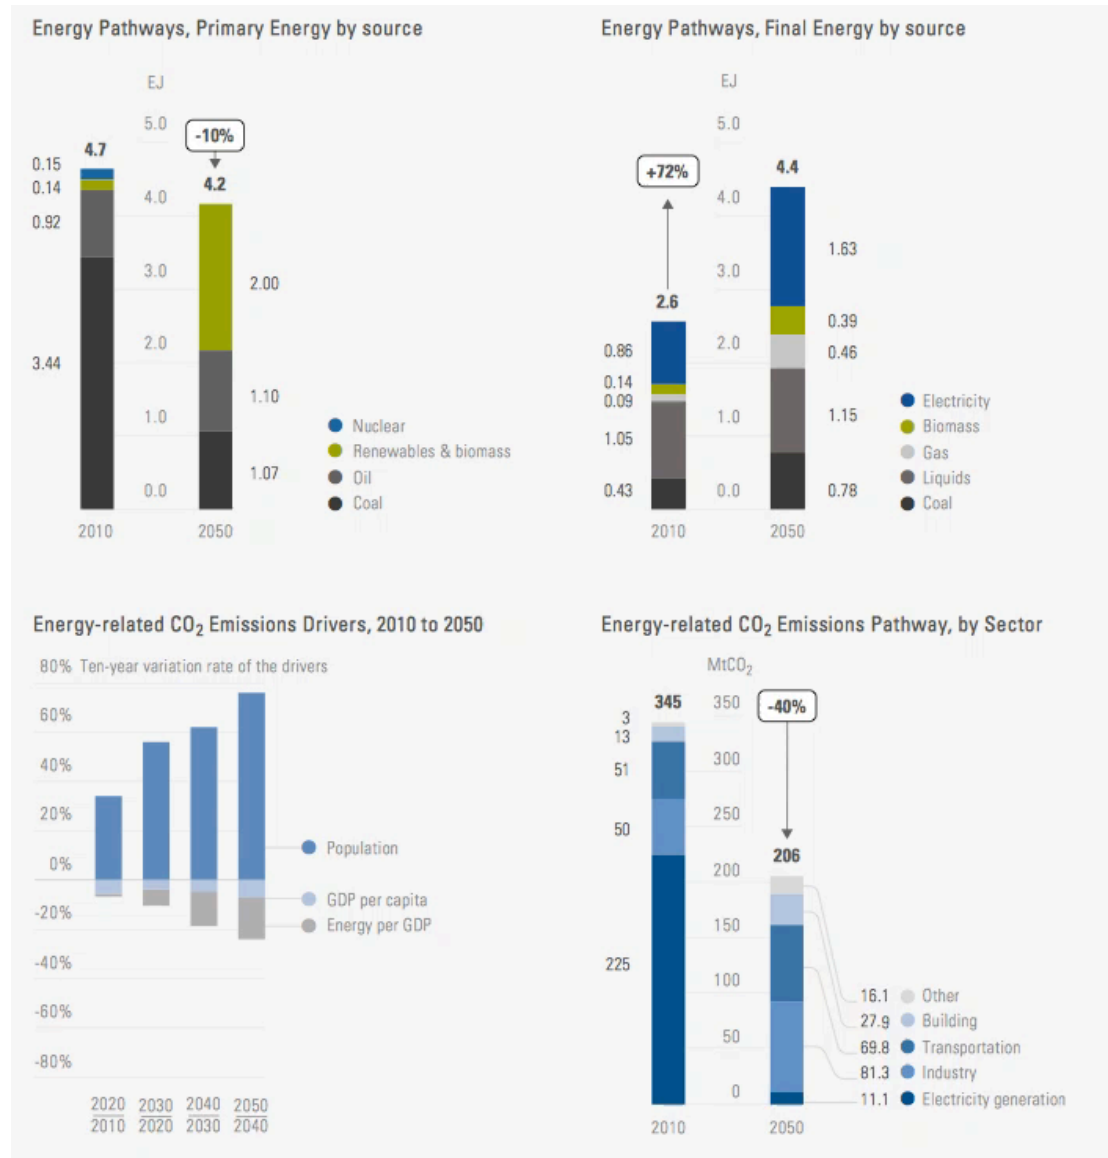 Energy Pathways, Primary Energy by source
EJ
5.0
-10%
4.7
0.15
0.14
4.2
4.0
0.92
3.0
2.00
2.0
3.44
1.10
1.0
1.07
0.0
Nuclear
Renewables & biomass
Oil
Coal
2010
2050
Energy Pathways, Final Energy by source
EJ
5.0
4.4
+72%
4.0
1.63
3.0
2.6
0.39
2.0
0.86
0.46
0.14
0.09
1.0
1.15
1.05
0.43
0.0
0.78
Electricity
Biomass
Gas
Liquids
Coal
2010
2050
Energy-related CO₂ Emissions Drivers, 2010 to 2050
80% Ten-year variation rate of the drivers
60%
40%
20%
0%
-20%
-40%
-60%
-80%
Population
GDP per capita
Energy per GDP
2020 2030 2040 2050
2010 2020 2030 2040
Energy-related CO₂ Emissions Pathway, by Sector
MtCO₂
345
350
-40%
3
13
51
300
50
250
206
200
150
225
100
50
0
16.1 Other
27.9 Building
69.8 Transportation
81.3 Industry
11.1 Electricity generation
2010
2050